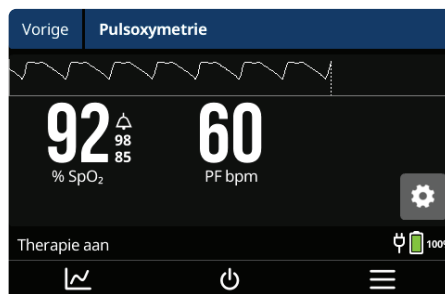 Vorige Pulsoxymetrie
92 98 85 60
% SpO₂ PF bpm
Therapie aan 100%